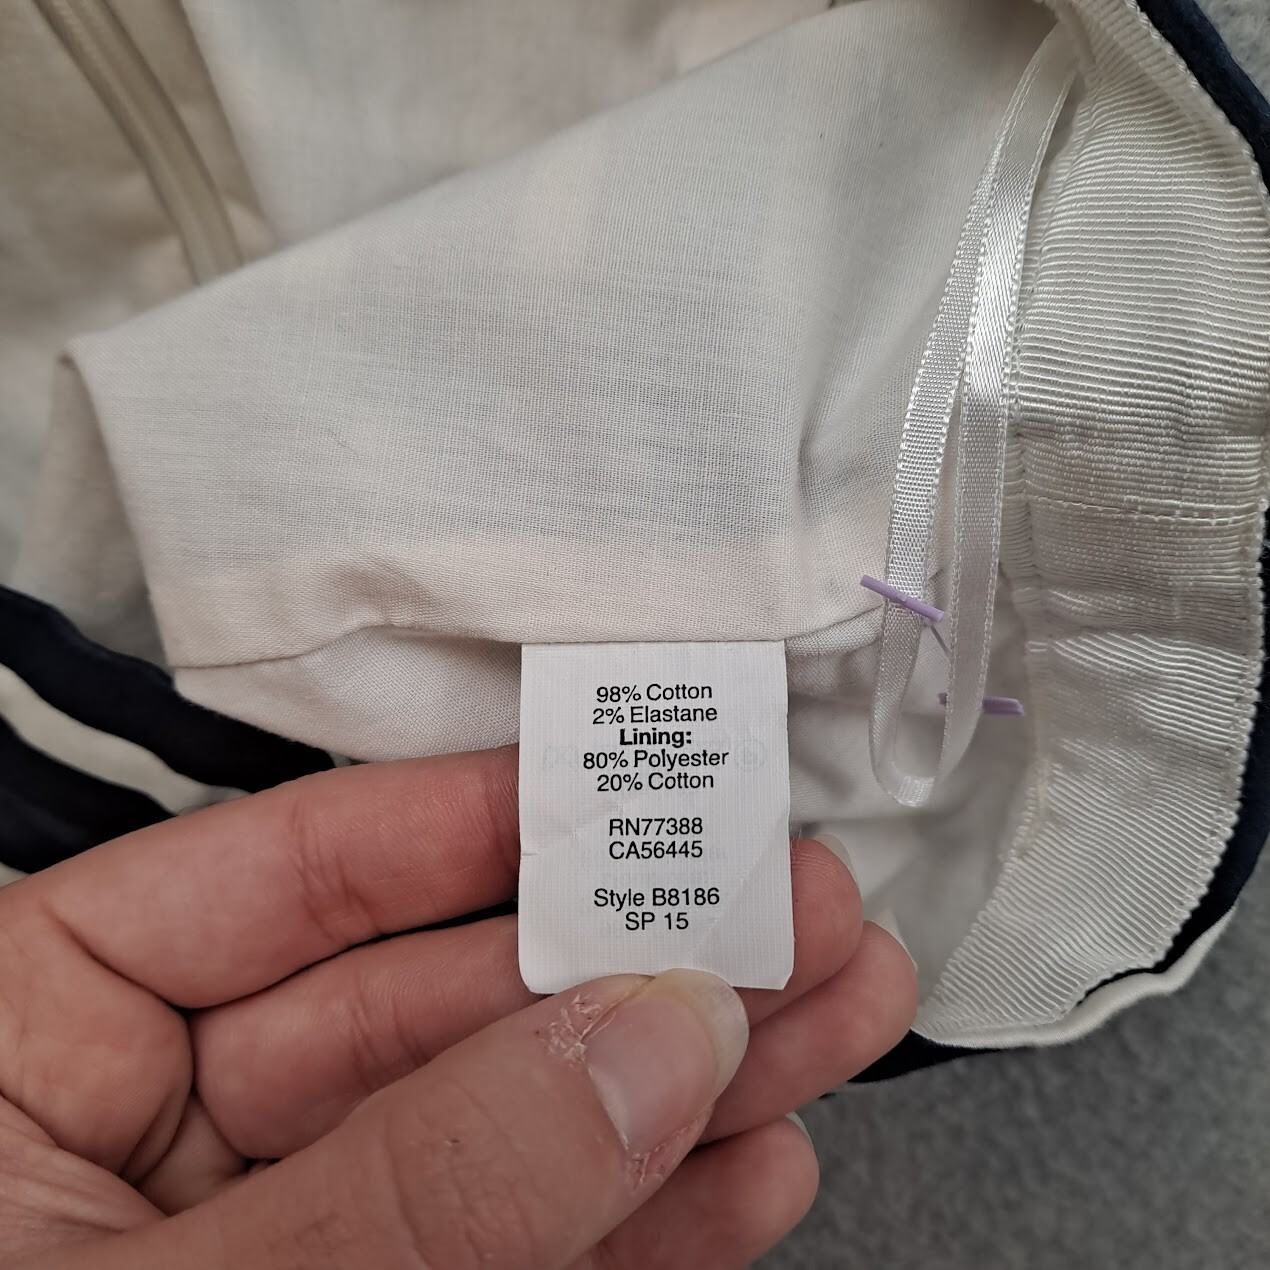 98% Cotton
2% Elastane
Lining:
80% Polyester
20% Cotton
RN77388
CA56445
Style B8186
SP 15